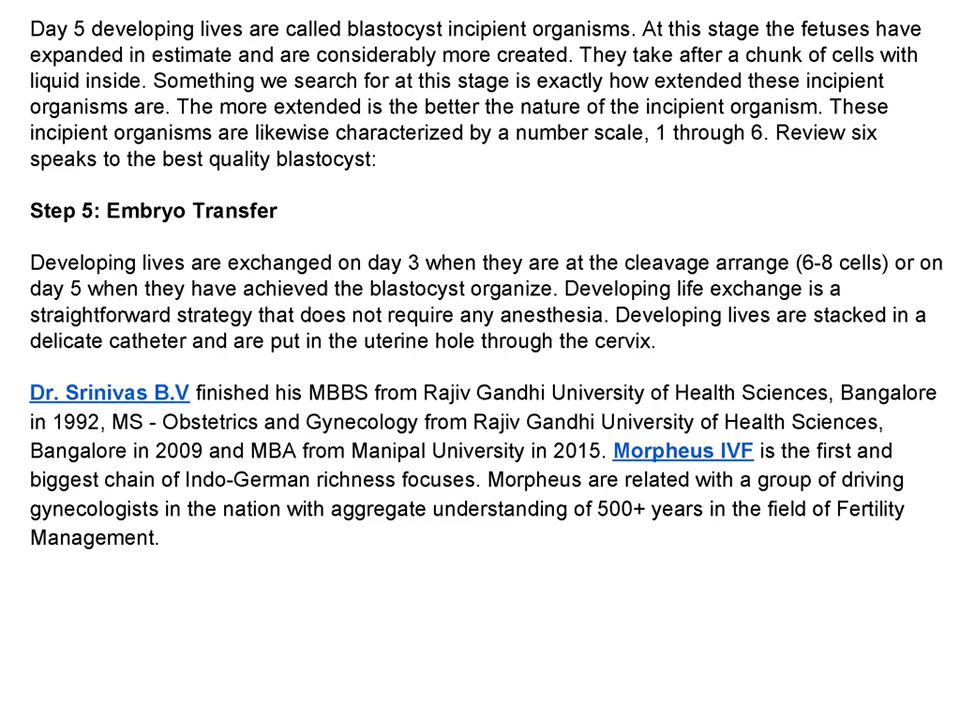 Day 5 developing lives are called blastocyst incipient organisms. At this stage the fetuses have
expanded in estimate and are considerably more created. They take after a chunk of cells with
liquid inside. Something we search for at this stage is exactly how extended these incipient
organisms are. The more extended is the better the nature of the incipient organism. These
incipient organisms are likewise characterized by a number scale, 1 through 6. Review six
speaks to the best quality blastocyst:
Step 5: Embryo Transfer
Developing lives are exchanged on day 3 when they are at the cleavage arrange (6-8 cells) or on
day 5 when they have achieved the blastocyst organize. Developing life exchange is a
straightforward strategy that does not require any anesthesia. Developing lives are stacked in a
delicate catheter and are put in the uterine hole through the cervix.
Dr. Srinivas B.V finished his MBBS from Rajiv Gandhi University of Health Sciences, Bangalore
in 1992, MS - Obstetrics and Gynecology from Rajiv Gandhi University of Health Sciences,
Bangalore in 2009 and MBA from Manipal University in 2015. Morpheus IVF is the first and
biggest chain of Indo-German richness focuses. Morpheus are related with a group of driving
gynecologists in the nation with aggregate understanding of 500+ years in the field of Fertility
Management.